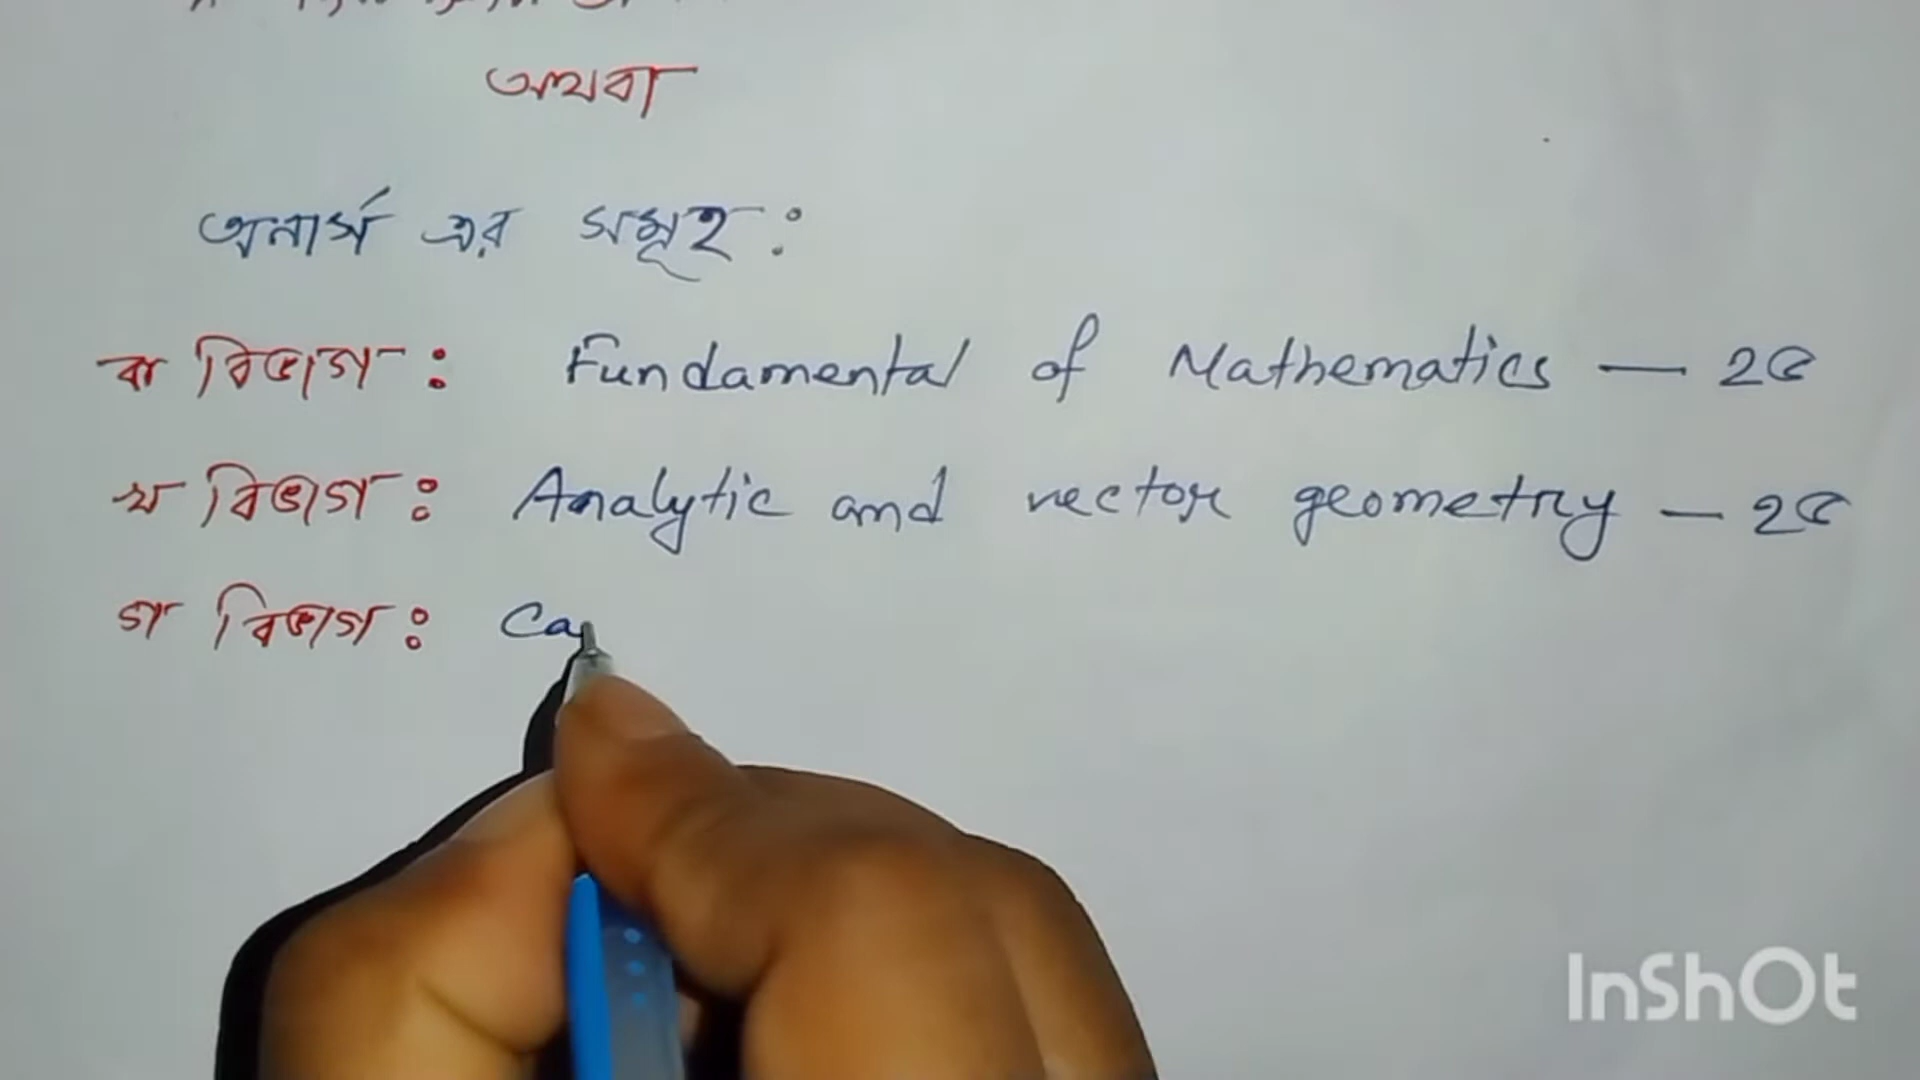 অথবা
অনার্স এর সমূহ :
ক বিভাগ : Fundamental of Mathematics — ২৫
খ বিভাগ : Analytic and vector geometry — ২৫
গ বিভাগ : Ca
InShOt